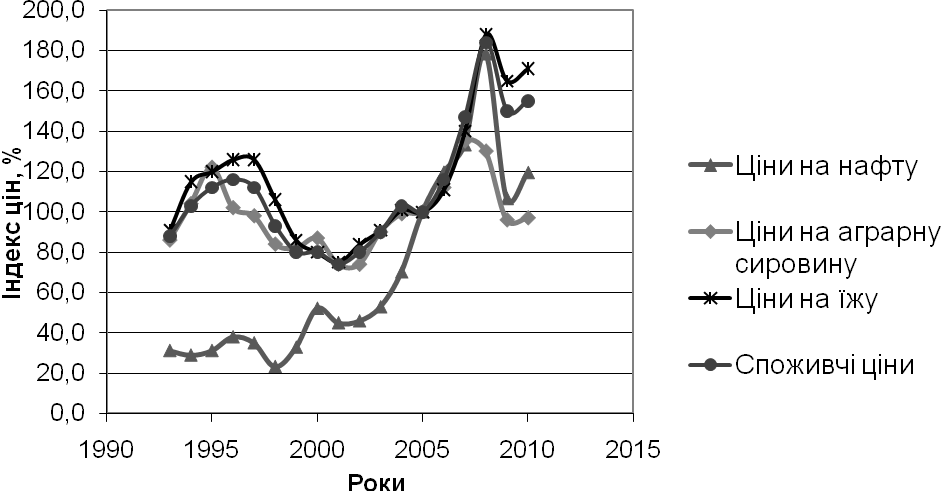 Індекс цін, %
200,0
180,0
160,0
140,0
120,0
100,0
80,0
60,0
40,0
20,0
0,0
1990 1995 2000 2005 2010 2015
Роки
Ціни на нафту
Ціни на аграрну
сировину
Ціни на їжу
Споживчі ціни